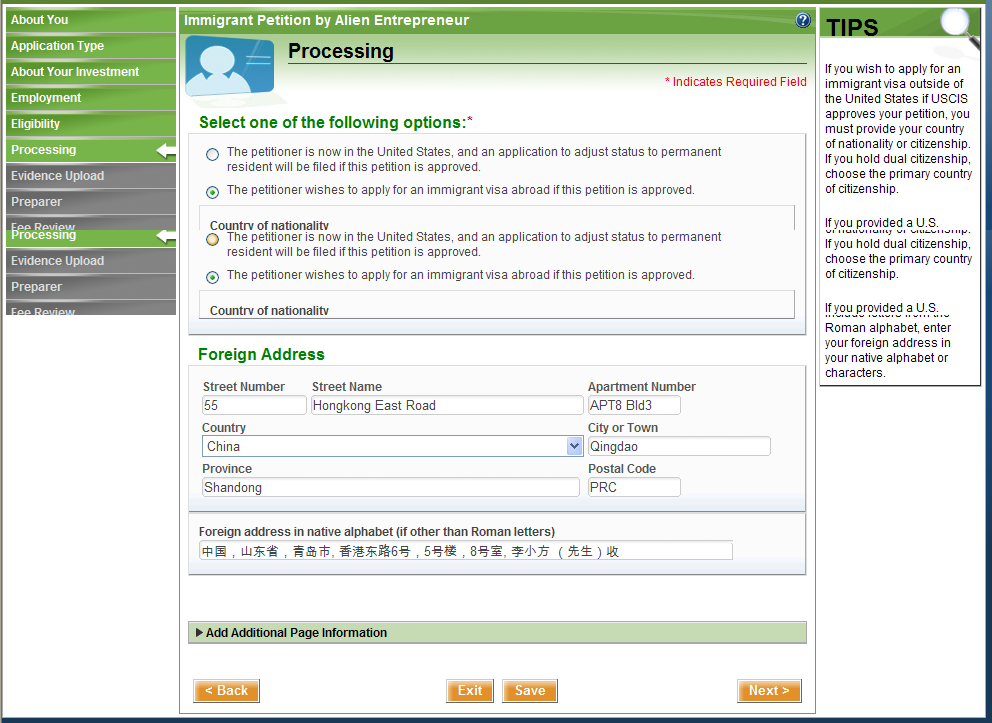 About You
Application Type
About Your Investment
Employment
Eligibility
Processing
Evidence Upload
Preparer
Fee Review
Processing
Evidence Upload
Preparer
Fee Review
Immigrant Petition by Alien Entrepreneur
?
Processing
* Indicates Required Field
Select one of the following options:*
The petitioner is now in the United States, and an application to adjust status to permanent
resident will be filed if this petition is approved.
The petitioner wishes to apply for an immigrant visa abroad if this petition is approved.
Country of nationality
The petitioner is now in the United States, and an application to adjust status to permanent
resident will be filed if this petition is approved.
The petitioner wishes to apply for an immigrant visa abroad if this petition is approved.
Country of nationality
Foreign Address
Street Number Street Name Apartment Number
55 Hongkong East Road APT8 Bld3
Country City or Town
China Qingdao
Province Postal Code
Shandong PRC
Foreign address in native alphabet (if other than Roman letters)
中国，山东省，青岛市, 香港东路6号，5号楼，8号室, 李小方 （先生）收
Add Additional Page Information
< Back Exit Save Next >
TIPS
If you wish to apply for an
immigrant visa outside of
the United States if USCIS
approves your petition, you
must provide your country
of nationality or citizenship.
If you hold dual citizenship,
choose the primary country
of citizenship.
If you provided a U.S.
of nationality or citizenship.
If you hold dual citizenship,
choose the primary country
of citizenship.
If you provided a U.S.
include letters from the
Roman alphabet, enter
your foreign address in
your native alphabet or
characters.